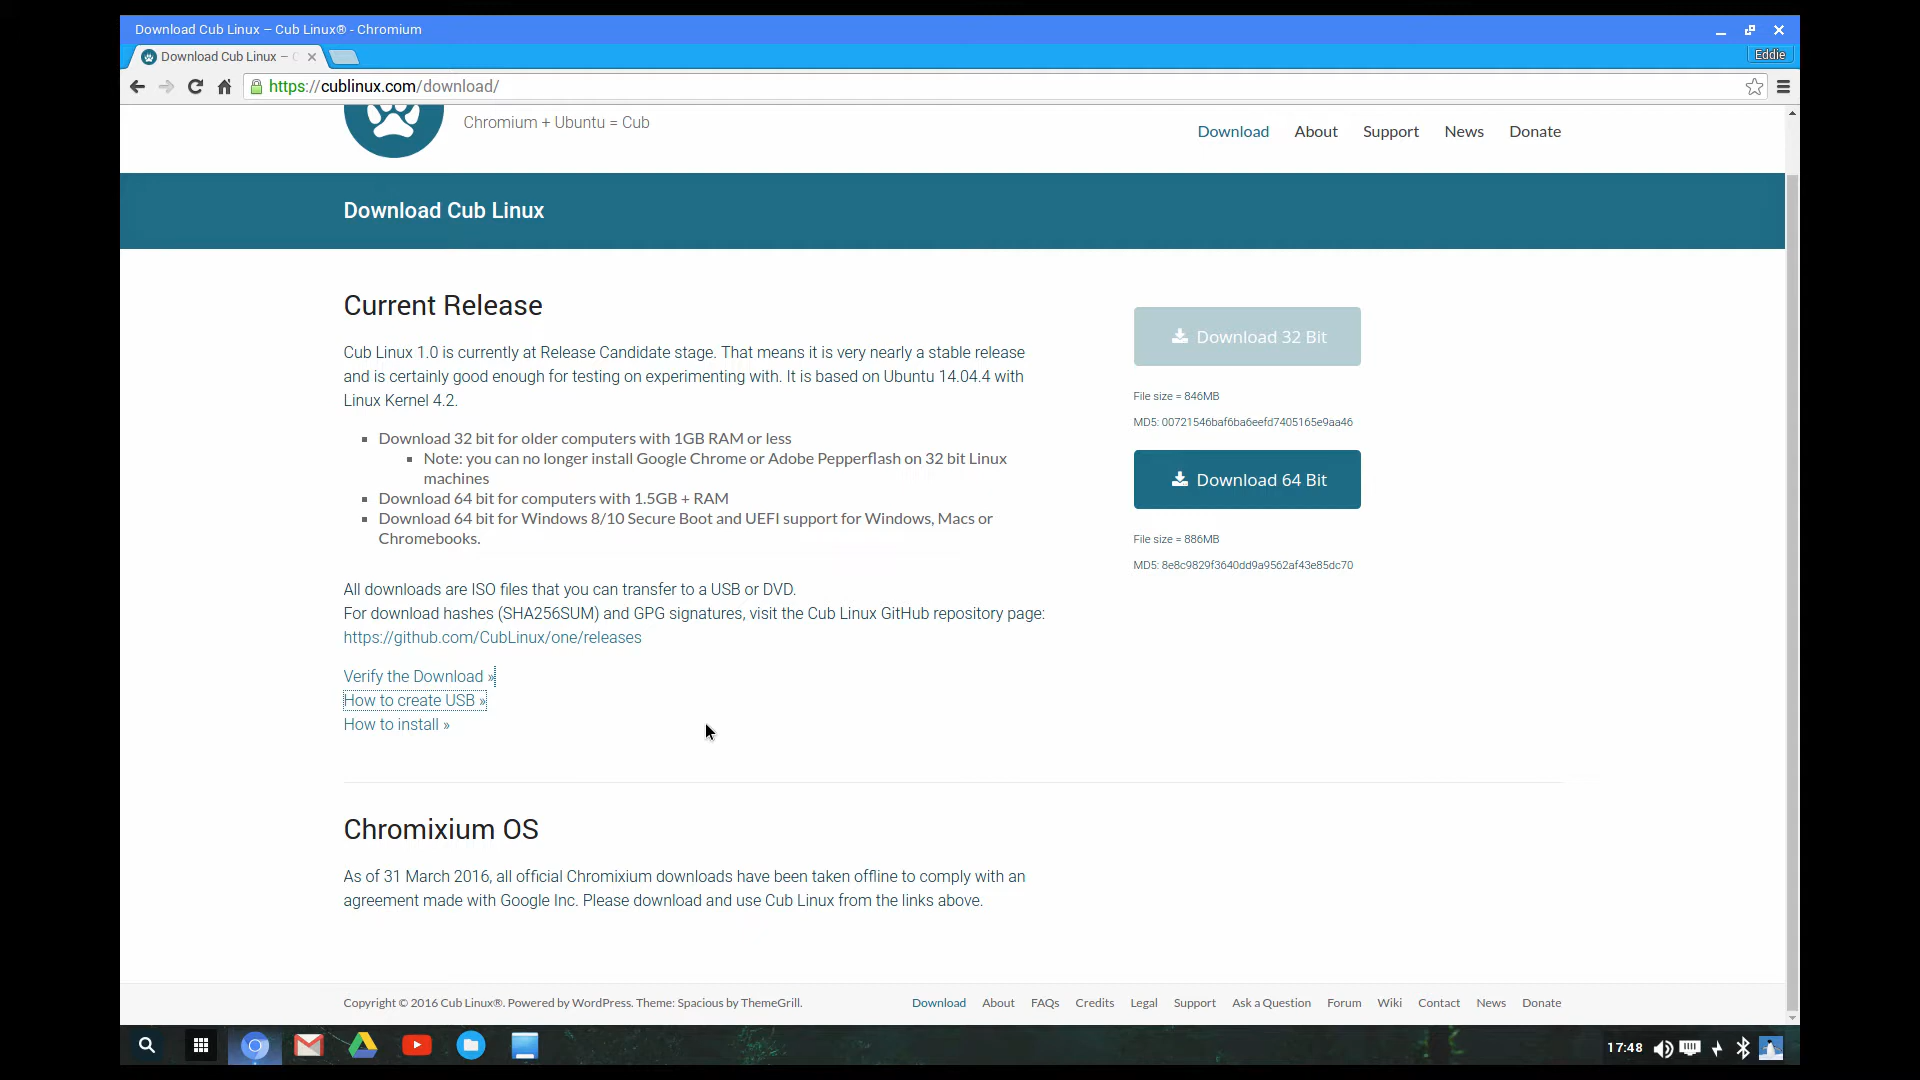 Download Cub Linux – Cub Linux® - Chromium
Download Cub Linux –
Eddie
https://cublinux.com/download/
Chromium + Ubuntu = Cub
Download About Support News Donate
Download Cub Linux
Current Release
Cub Linux 1.0 is currently at Release Candidate stage. That means it is very nearly a stable release
and is certainly good enough for testing on experimenting with. It is based on Ubuntu 14.04.4 with
Linux Kernel 4.2.
Download 32 bit for older computers with 1GB RAM or less
Note: you can no longer install Google Chrome or Adobe Pepperflash on 32 bit Linux
machines
Download 64 bit for computers with 1.5GB + RAM
Download 64 bit for Windows 8/10 Secure Boot and UEFI support for Windows, Macs or
Chromebooks.
All downloads are ISO files that you can transfer to a USB or DVD.
For download hashes (SHA256SUM) and GPG signatures, visit the Cub Linux GitHub repository page:
https://github.com/CubLinux/one/releases
Verify the Download »
How to create USB »
How to install »
Download 32 Bit
File size = 846MB
MD5: 00721546baf6ba6eefd7405165e9aa46
Download 64 Bit
File size = 886MB
MD5: 8e8c9829f3640dd9a9562af43e85dc70
Chromixium OS
As of 31 March 2016, all official Chromixium downloads have been taken offline to comply with an
agreement made with Google Inc. Please download and use Cub Linux from the links above.
Copyright © 2016 Cub Linux®. Powered by WordPress. Theme: Spacious by ThemeGrill.
Download About FAQs Credits Legal Support Ask a Question Forum Wiki Contact News Donate
17:48